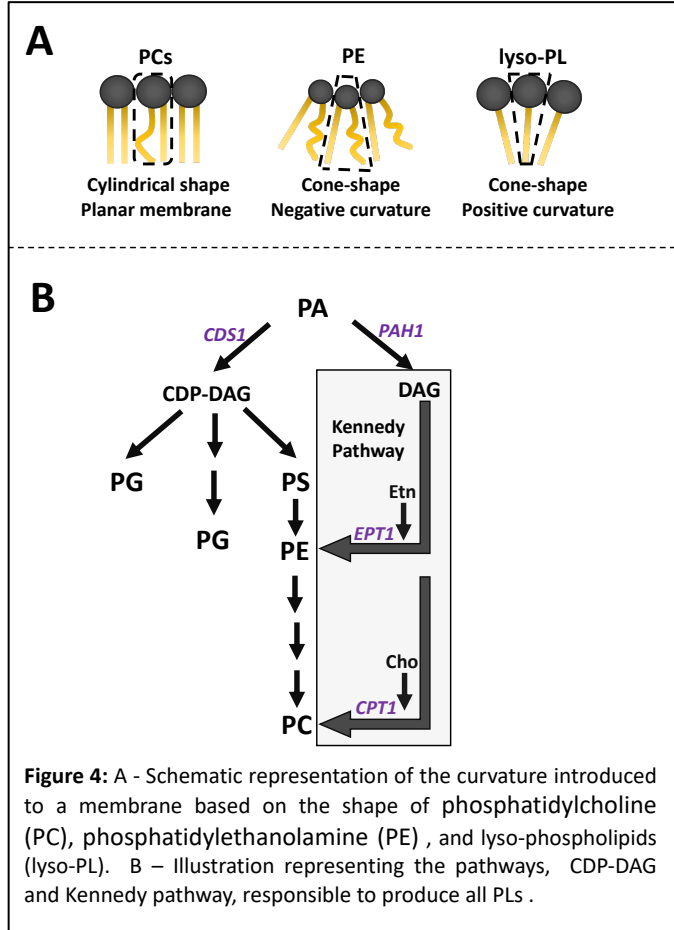 A
PCs
PE
lyso-PL
Cylindrical shape
Planar membrane
Cone-shape
Negative curvature
Cone-shape
Positive curvature
B
PA
CDS1
PAH1
CDP-DAG
DAG
Kennedy
Pathway
PG
PS
Etn
PG
EPT1
PE
Cho
CPT1
PC
Figure 4: A - Schematic representation of the curvature introduced
to a membrane based on the shape of phosphatidylcholine
(PC), phosphatidylethanolamine (PE) , and lyso-phospholipids
(lyso-PL). B – Illustration representing the pathways, CDP-DAG
and Kennedy pathway, responsible to produce all PLs .